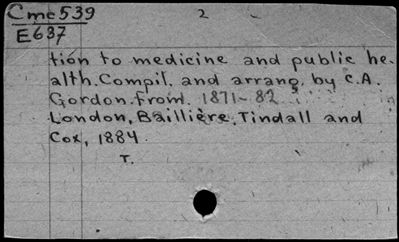 Cmc539 2
E637
tion to medicine and public he-
alth. Compil. and arrang. by C.A.
Gordon. from. 1871-82
London, Baillière, Tindall and
Cox, 1884
T.